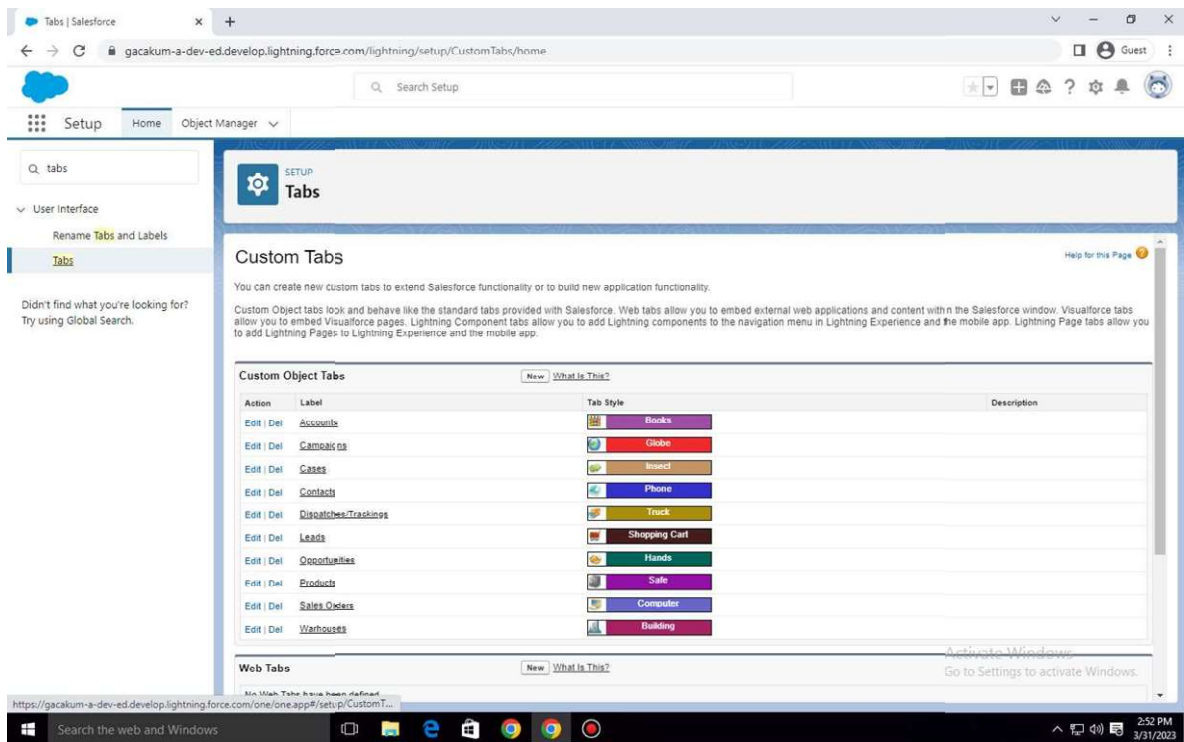 Tabs | Salesforce
gacakum-a-dev-ed.develop.lightning.force.com/lightning/setup/CustomTabs/home
Guest
Search Setup
Setup Home Object Manager
tabs
User Interface
Rename Tabs and Labels
Tabs
Didn't find what you're looking for?
Try using Global Search.
SETUP
Tabs
Custom Tabs
Help for this Page
You can create new custom tabs to extend Salesforce functionality or to build new application functionality.
Custom Object tabs look and behave like the standard tabs provided with Salesforce. Web tabs allow you to embed external web applications and content within the Salesforce window. Visualforce tabs
allow you to embed Visualforce pages. Lightning Component tabs allow you to add Lightning components to the navigation menu in Lightning Experience and the mobile app. Lightning Page tabs allow you
to add Lightning Pages to Lightning Experience and the mobile app.
Custom Object Tabs New What Is This?
Action Label Tab Style Description
Edit | Del Accounts Books
Edit | Del Campaigns Globe
Edit | Del Cases Insect
Edit | Del Contacts Phone
Edit | Del Dispatches/Trackings Truck
Edit | Del Leads Shopping Cart
Edit | Del Opportunities Hands
Edit | Del Products Safe
Edit | Del Sales Orders Computer
Edit | Del Warhouses Building
Web Tabs New What Is This?
No Web Tabs have been defined
Activate Windows
Go to Settings to activate Windows.
https://gacakum-a-dev-ed.develop.lightning.force.com/one/one.app#/setup/CustomT...
Search the web and Windows
2:52 PM
3/31/2023